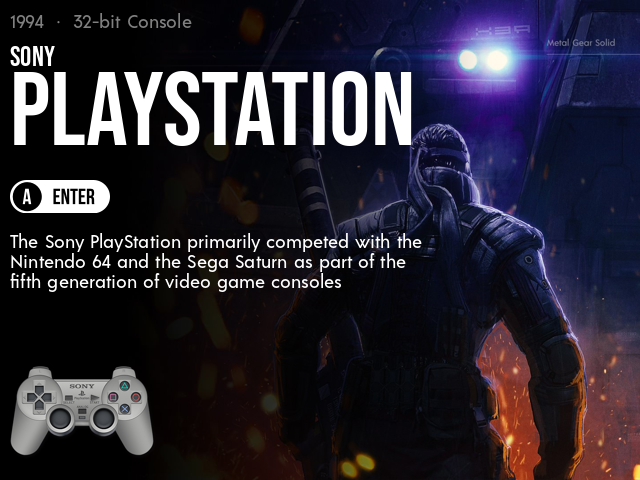 1994 · 32-bit Console
Metal Gear Solid
SONY
PLAYSTATION
A ENTER
The Sony PlayStation primarily competed with the
Nintendo 64 and the Sega Saturn as part of the
fifth generation of video game consoles
SONY